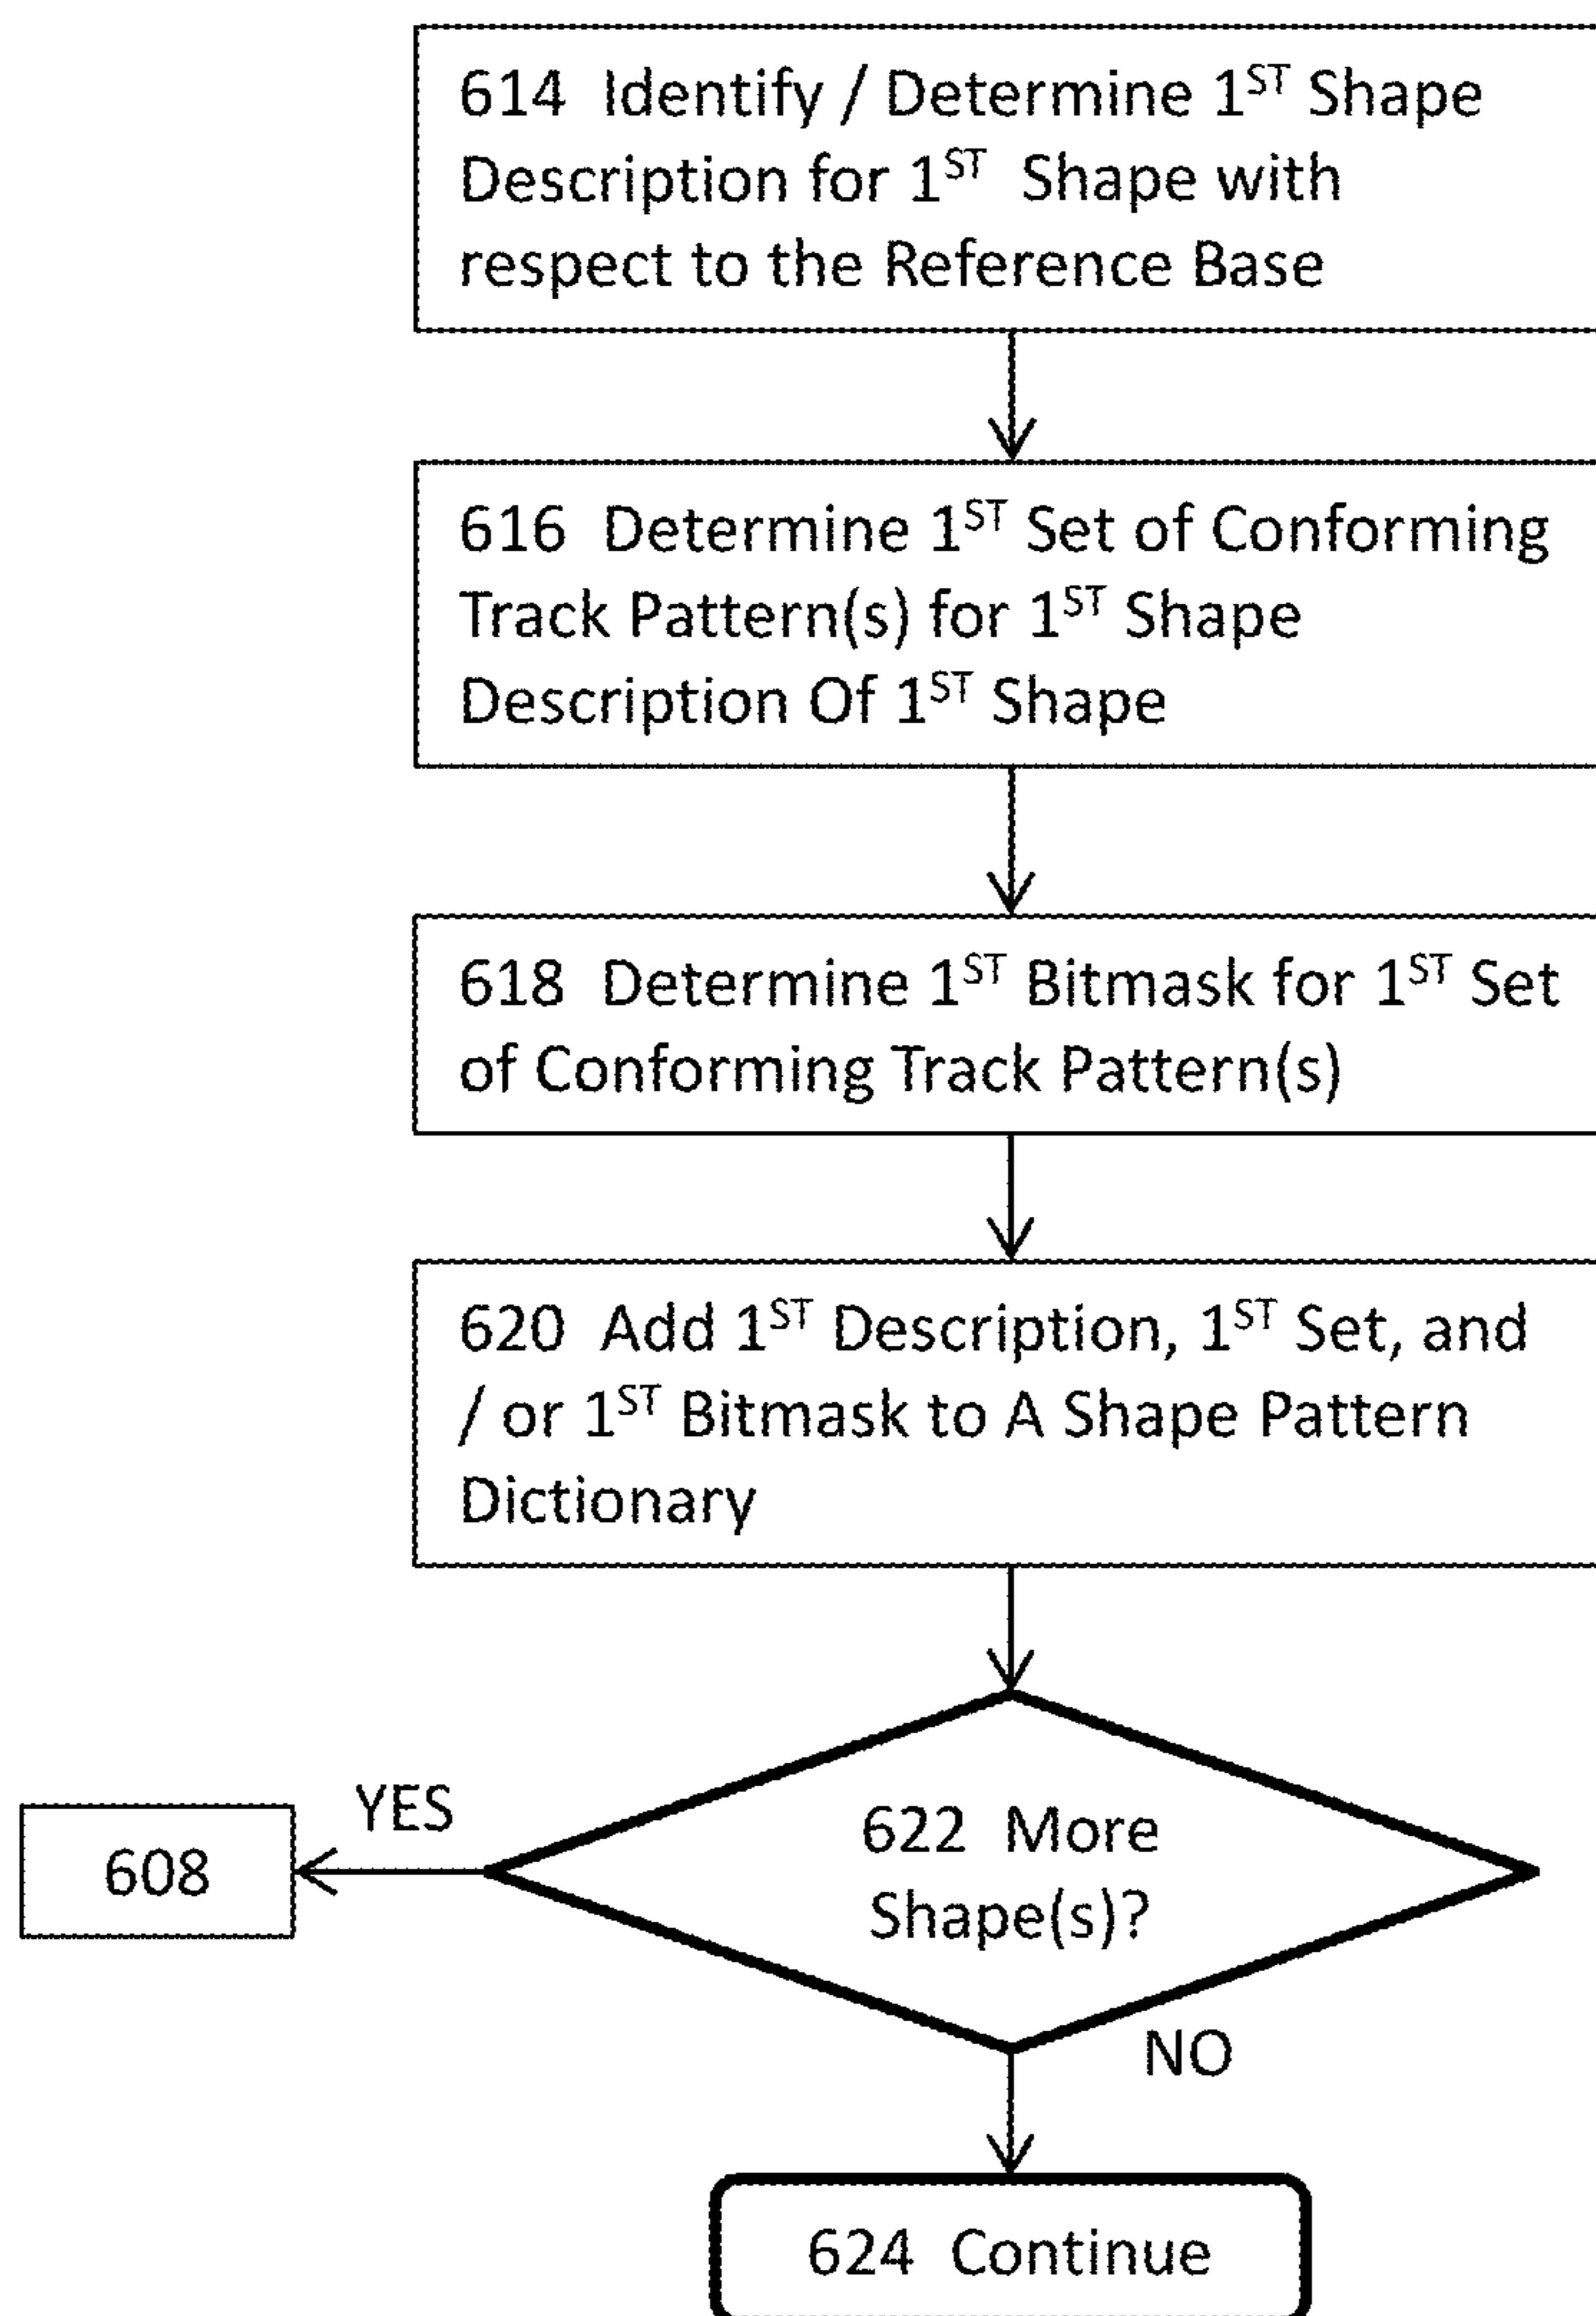 614 Identify / Determine 1ST Shape
Description for 1ST Shape with
respect to the Reference Base
616 Determine 1ST Set of Conforming
Track Pattern(s) for 1ST Shape
Description Of 1ST Shape
618 Determine 1ST Bitmask for 1ST Set
of Conforming Track Pattern(s)
620 Add 1ST Description, 1ST Set, and
/ or 1ST Bitmask to A Shape Pattern
Dictionary
YES
608
622 More
Shape(s)?
NO
624 Continue